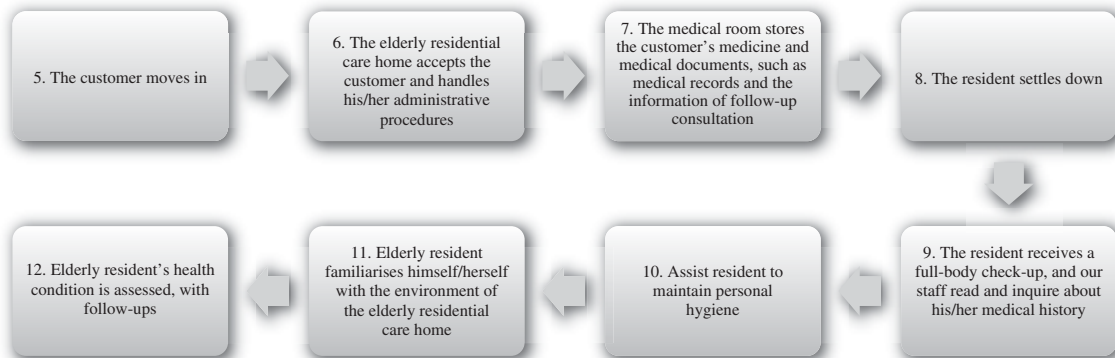 5. The customer moves in
6. The elderly residential
care home accepts the
customer and handles
his/her administrative
procedures
7. The medical room stores
the customer’s medicine and
medical documents, such as
medical records and the
information of follow-up
consultation
8. The resident settles down
9. The resident receives a
full-body check-up, and our
staff read and inquire about
his/her medical history
10. Assist resident to
maintain personal
hygiene
11. Elderly resident
familiarises himself/herself
with the environment of
the elderly residential
care home
12. Elderly resident’s health
condition is assessed, with
follow-ups